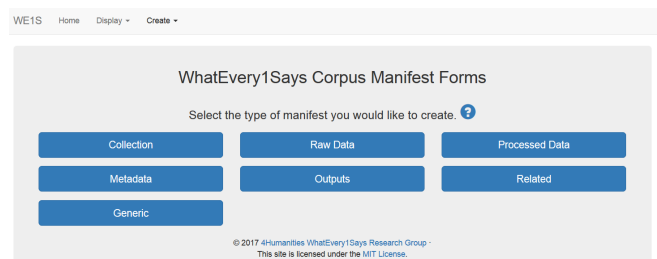 WE1S Home Display Create
WhatEvery1Says Corpus Manifest Forms
Select the type of manifest you would like to create. ?
Collection Raw Data Processed Data
Metadata Outputs Related
Generic
© 2017 4Humanities WhatEvery1Says Research Group ·
This site is licensed under the MIT License.